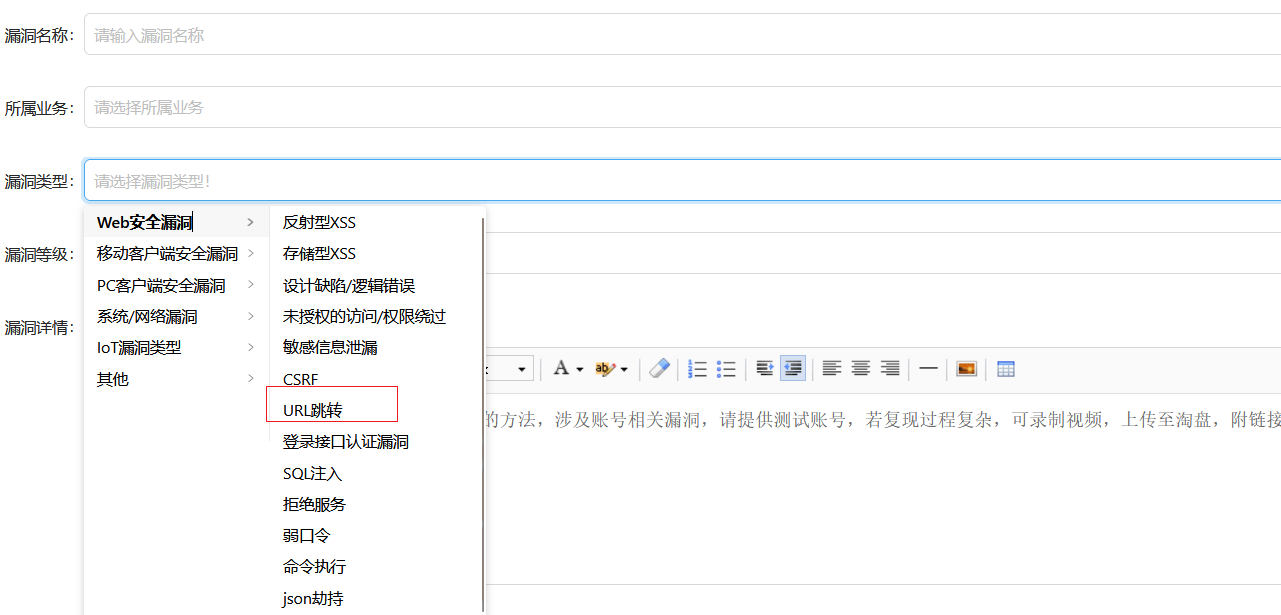 漏洞名称：
请输入漏洞名称
所属业务：
请选择所属业务
漏洞类型：
请选择漏洞类型！
Web安全漏洞
移动客户端安全漏洞
PC客户端安全漏洞
系统/网络漏洞
IoT漏洞类型
其他
反射型XSS
存储型XSS
设计缺陷/逻辑错误
未授权的访问/权限绕过
敏感信息泄漏
CSRF
URL跳转
登录接口认证漏洞
SQL注入
拒绝服务
弱口令
命令执行
json劫持
漏洞等级：
漏洞详情：
的方法，涉及账号相关漏洞，请提供测试账号，若复现过程复杂，可录制视频，上传至淘盘，附链接